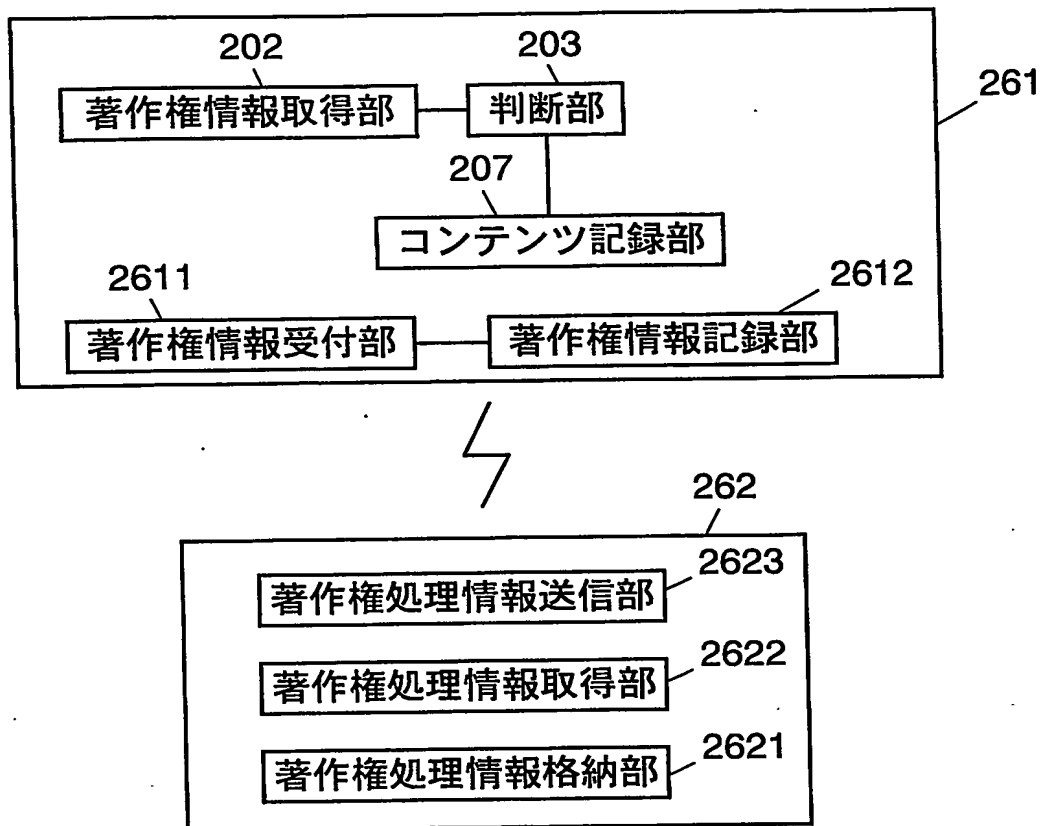 202
203
261
著作権情報取得部
判断部
207
コンテンツ記録部
2611
2612
著作権情報受付部
著作権情報記録部
262
2623
著作権処理情報送信部
2622
著作権処理情報取得部
2621
著作権処理情報格納部